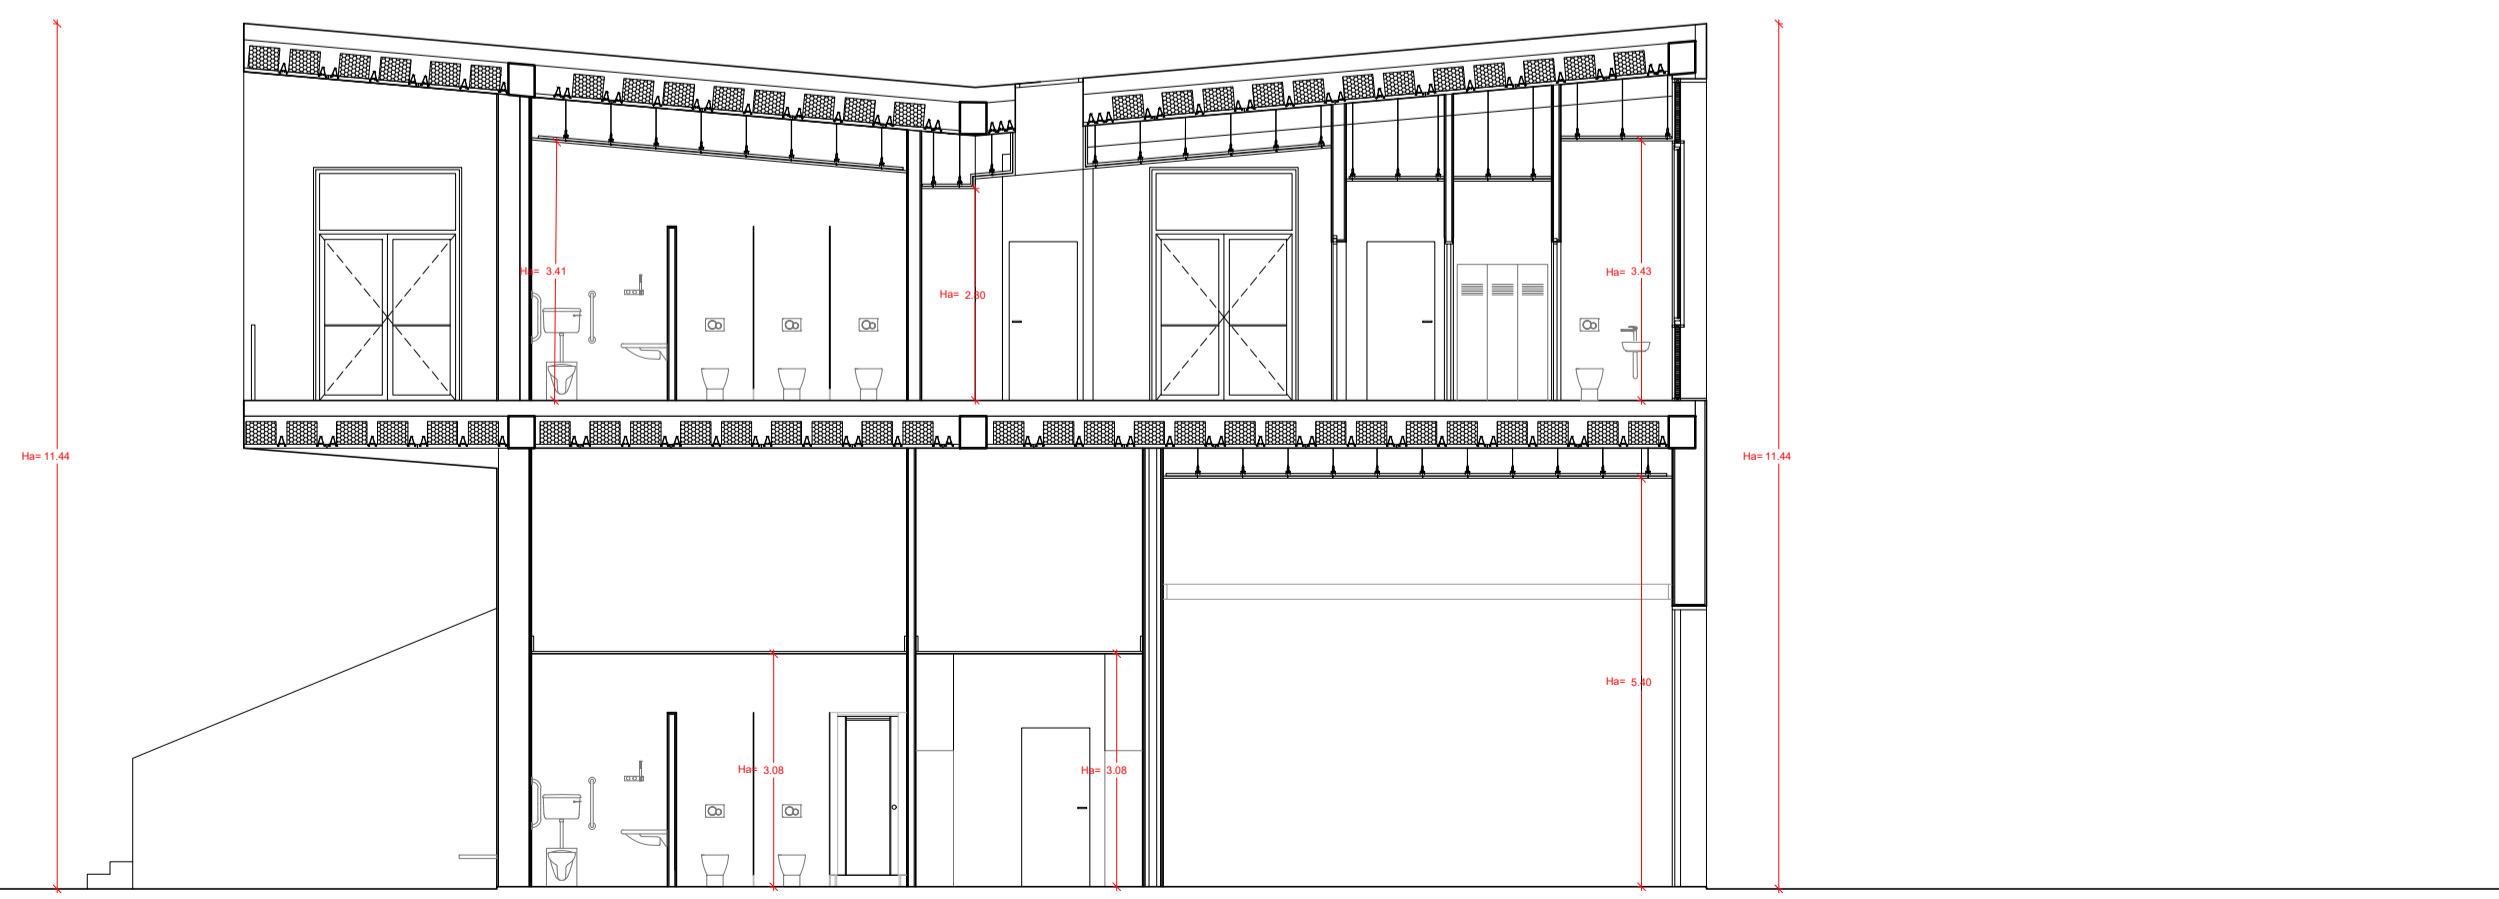 Ha= 3.41
Ha= 2.80
Ha= 3.43
Ha= 11.44
Ha= 11.44
Ha= 5.40
Ha= 3.08
Ha= 3.08